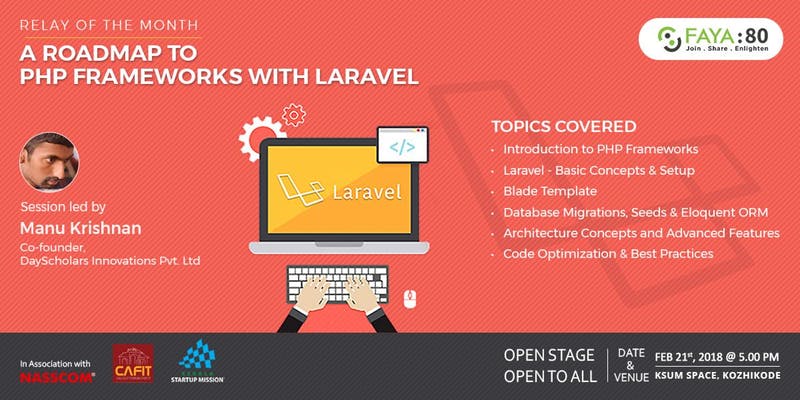 RELAY OF THE MONTH
A ROADMAP TO
PHP FRAMEWORKS WITH LARAVEL
FAYA:80
Join . Share . Enlighten
Session led by
Manu Krishnan
Co-founder,
DayScholars Innovations Pvt. Ltd
</>
Laravel
TOPICS COVERED
• Introduction to PHP Frameworks
• Laravel - Basic Concepts & Setup
• Blade Template
• Database Migrations, Seeds & Eloquent ORM
• Architecture Concepts and Advanced Features
• Code Optimization & Best Practices
In Association with
NASSCOM®
CAFIT
KERALA
STARTUP MISSION
OPEN STAGE
OPEN TO ALL
DATE
&
VENUE
FEB 21st, 2018 @ 5.00 PM
KSUM SPACE, KOZHIKODE